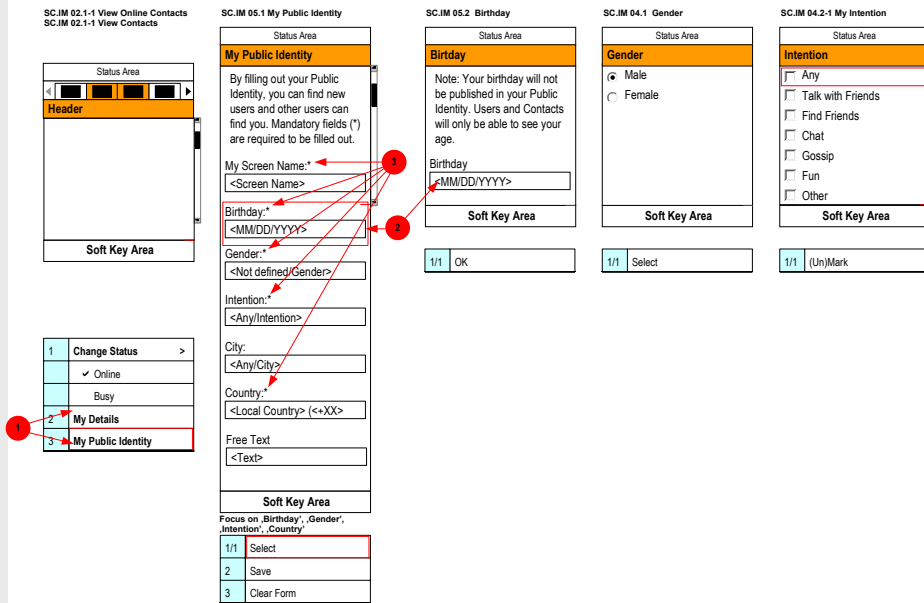 SC.IM 02.1-1 View Online Contacts
SC.IM 02.1-1 View Contacts
Status Area
Header
Soft Key Area
1 Change Status >
Online
Busy
2 My Details
3 My Public Identity
1
SC.IM 05.1 My Public Identity
Status Area
My Public Identity
By filling out your Public
Identity, you can find new
users and other users can
find you. Mandatory fields (*)
are required to be filled out.
My Screen Name:*
<Screen Name>
Birthday:*
<MM/DD/YYYY>
Gender:*
<Not defined/Gender>
Intention:*
<Any/Intention>
City:
<Any/City>
Country:*
<Local Country> (<+XX>
Free Text
<Text>
Soft Key Area
Focus on ‚Birthday', ‚Gender',
‚Intention', ‚Country'
1/1 Select
2 Save
3 Clear Form
3
2
SC.IM 05.2 Birthday
Status Area
Birtday
Note: Your birthday will not
be published in your Public
Identity. Users and Contacts
will only be able to see your
age.
Birthday
<MM/DD/YYYY>
Soft Key Area
1/1 OK
SC.IM 04.1 Gender
Status Area
Gender
Male
Female
Soft Key Area
1/1 Select
SC.IM 04.2-1 My Intention
Status Area
Intention
Any
Talk with Friends
Find Friends
Chat
Gossip
Fun
Other
Soft Key Area
1/1 (Un)Mark